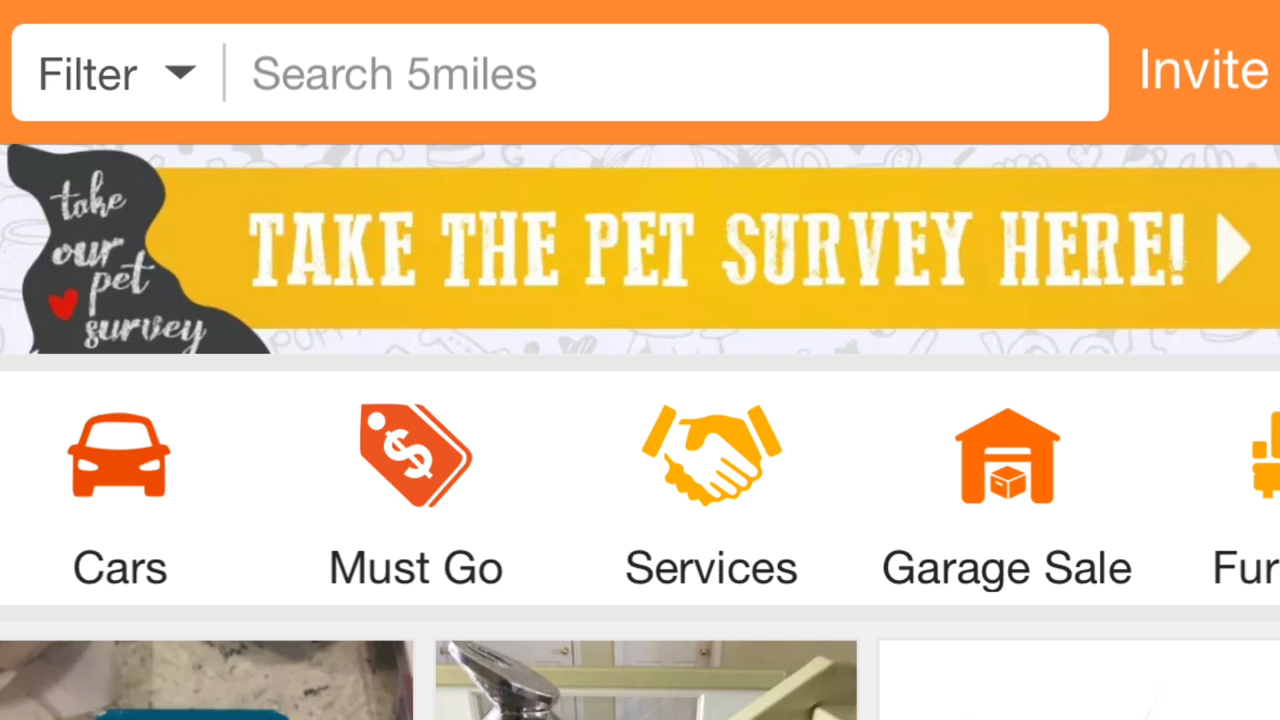 Filter
Search 5miles
Invite
take
our
pet
survey
TAKE THE PET SURVEY HERE!
Cars
Must Go
Services
Garage Sale
Fur